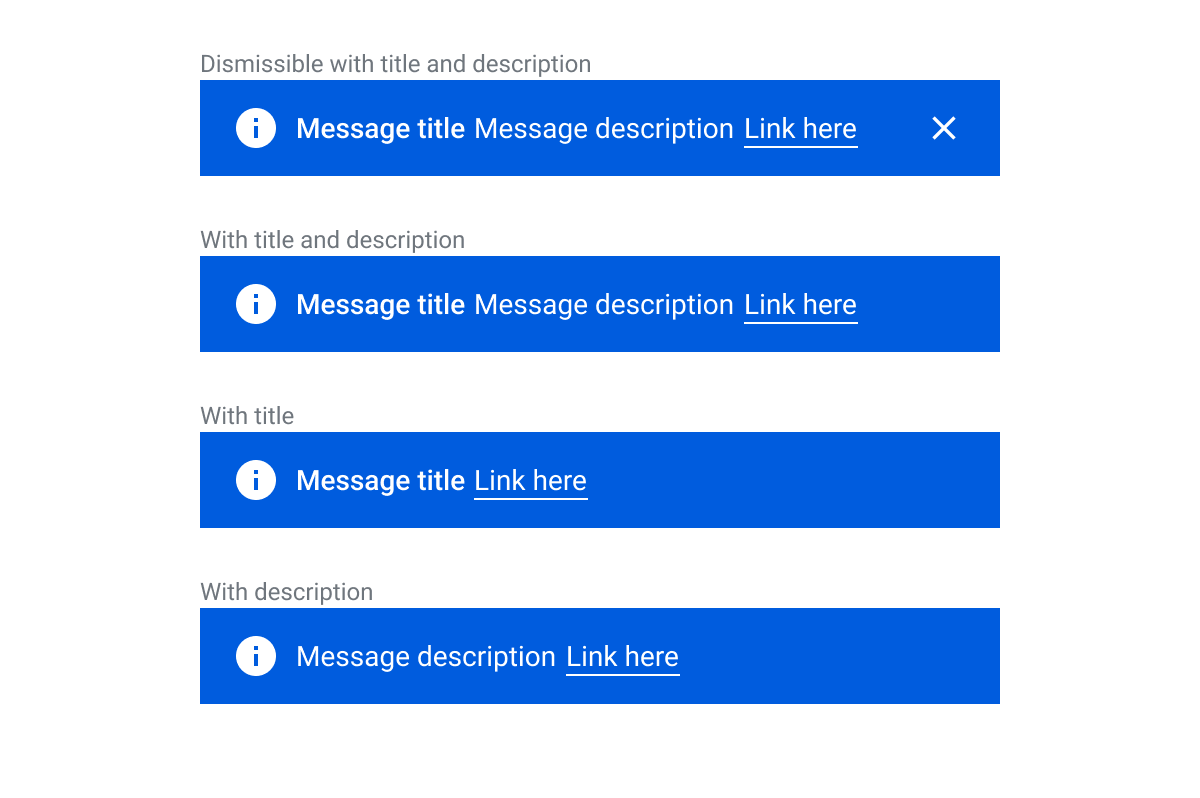 Dismissible with title and description
Message title Message description Link here
With title and description
Message title Message description Link here
With title
Message title Link here
With description
Message description Link here